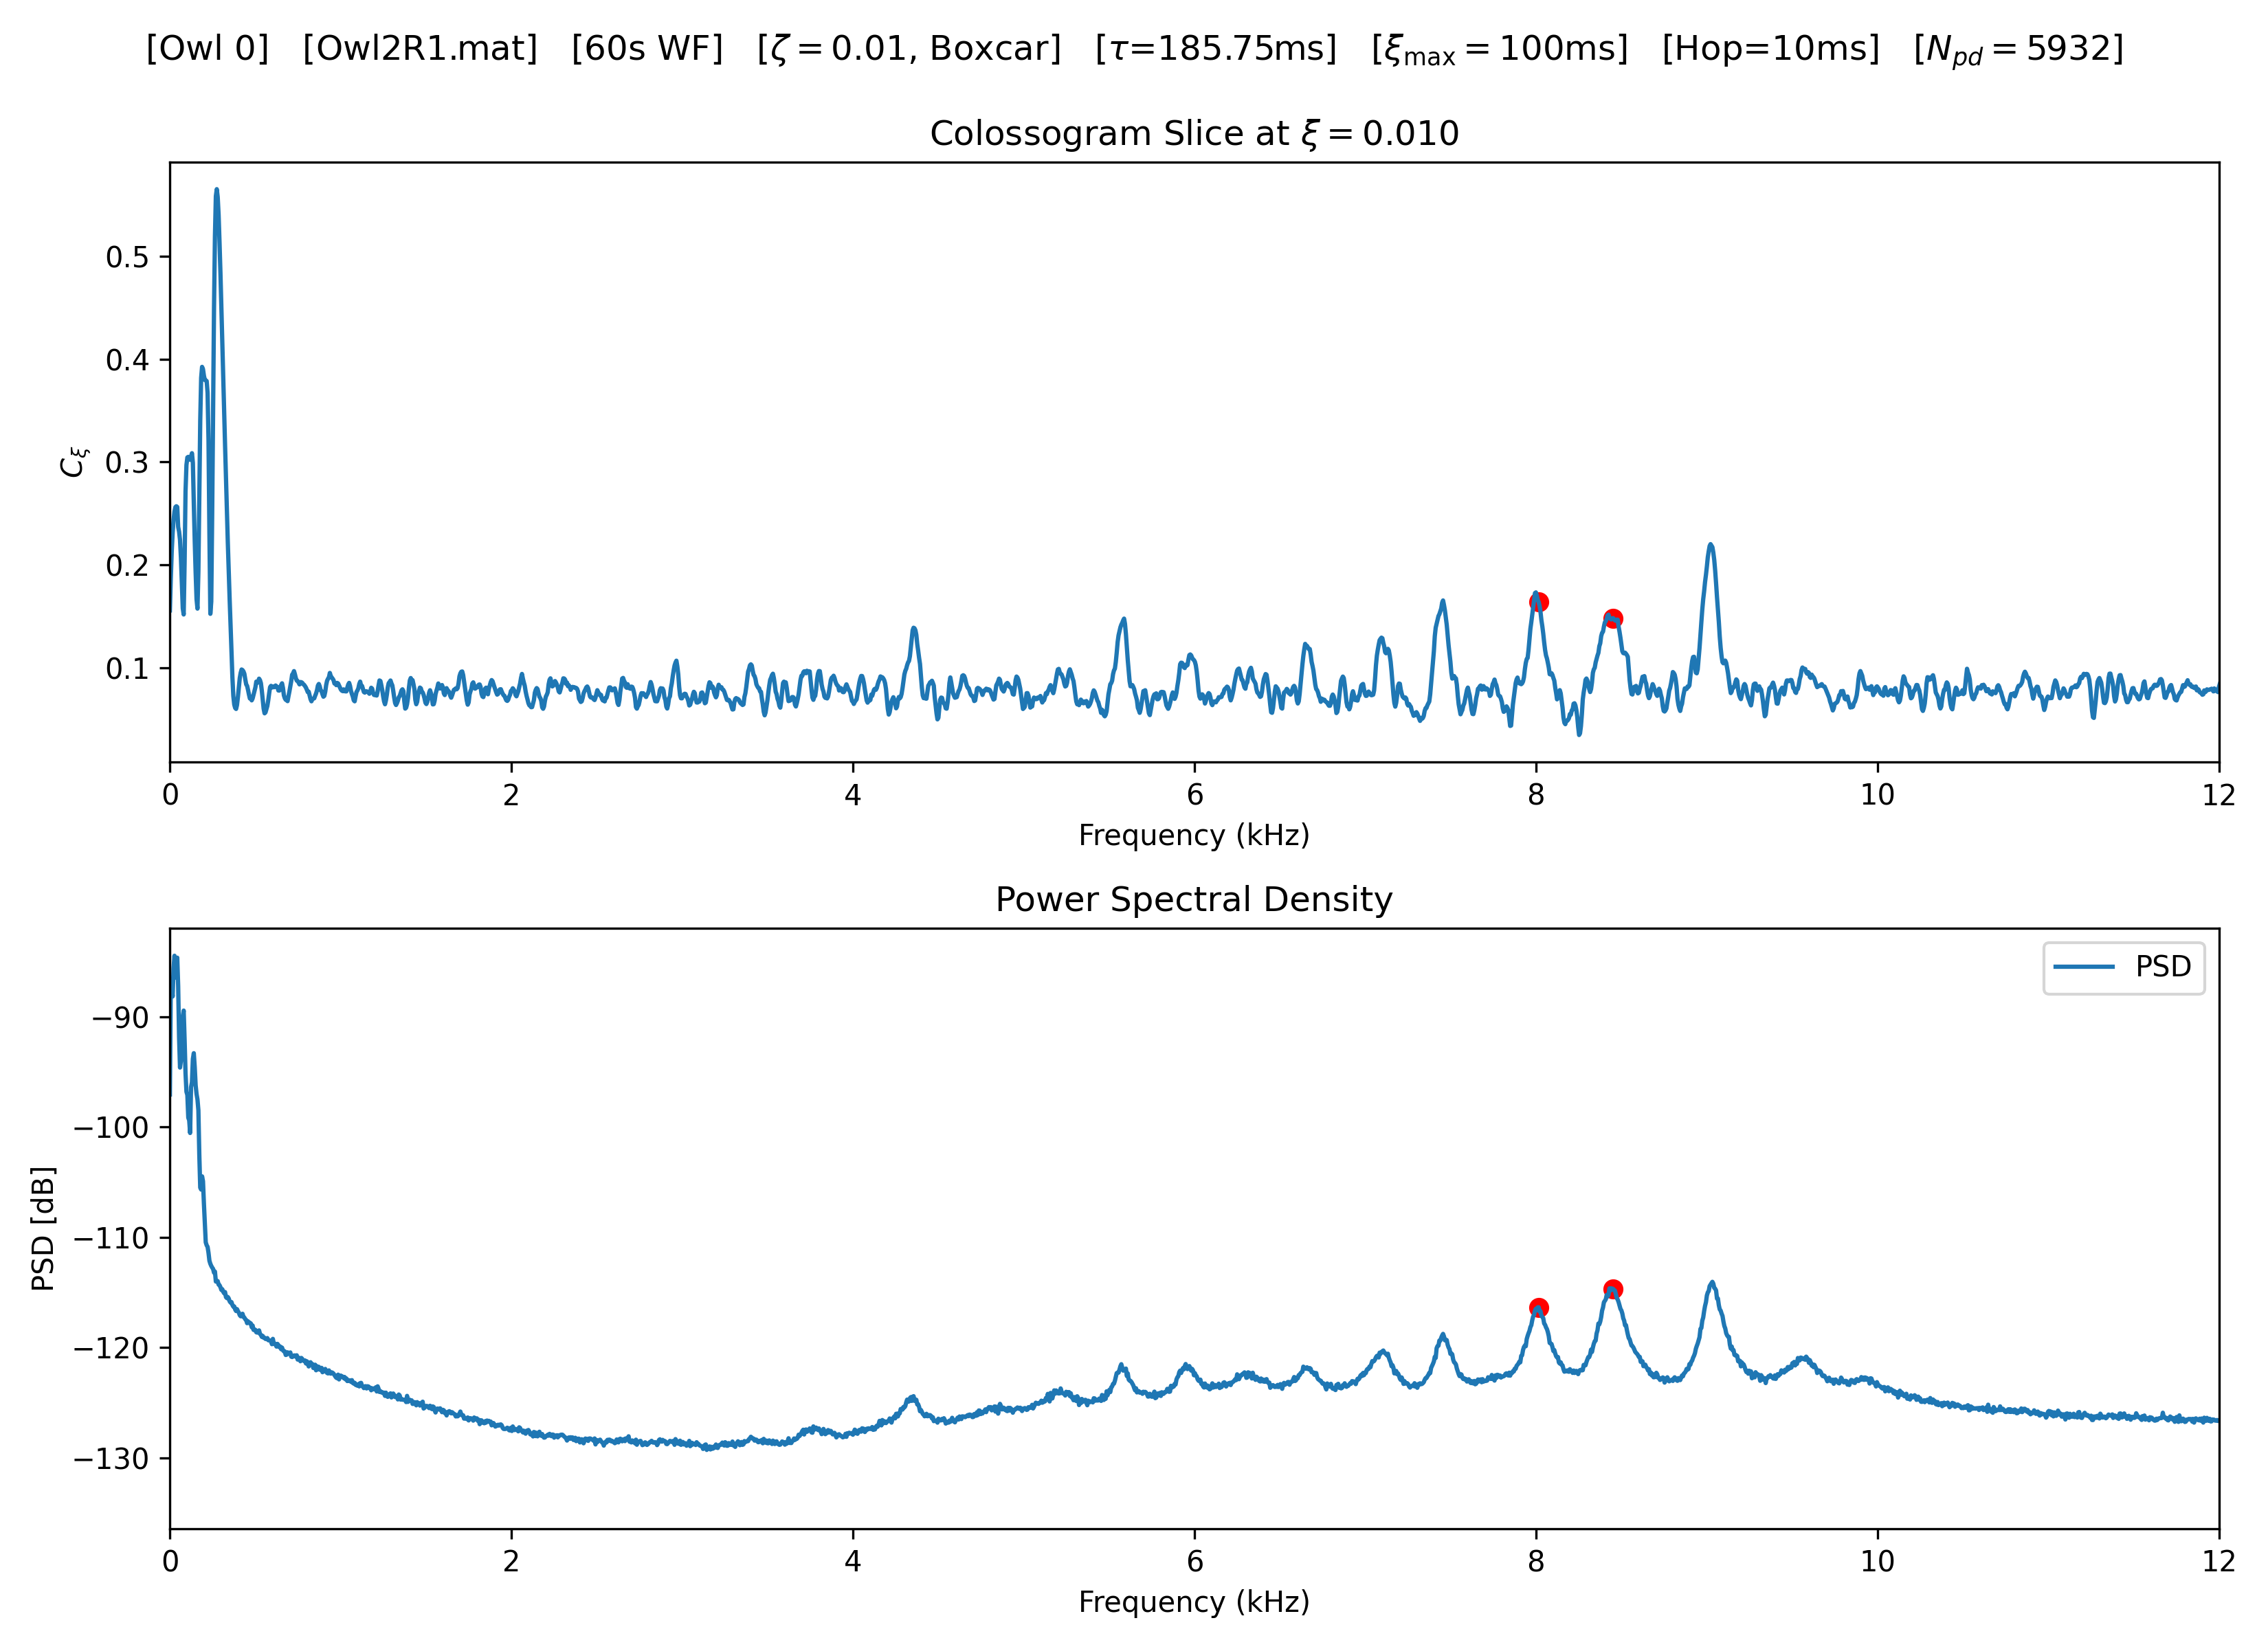 [Owl 0] [Owl2R1.mat] [60s WF] [ζ = 0.01, Boxcar] [τ=185.75ms] [ξmax = 100ms] [Hop=10ms] [Npd = 5932]
Colossogram Slice at ξ = 0.010
Cξ
0.5
0.4
0.3
0.2
0.1
0 2 4 6 8 10 12
Frequency (kHz)
Power Spectral Density
PSD
PSD [dB]
−90
−100
−110
−120
−130
0 2 4 6 8 10 12
Frequency (kHz)